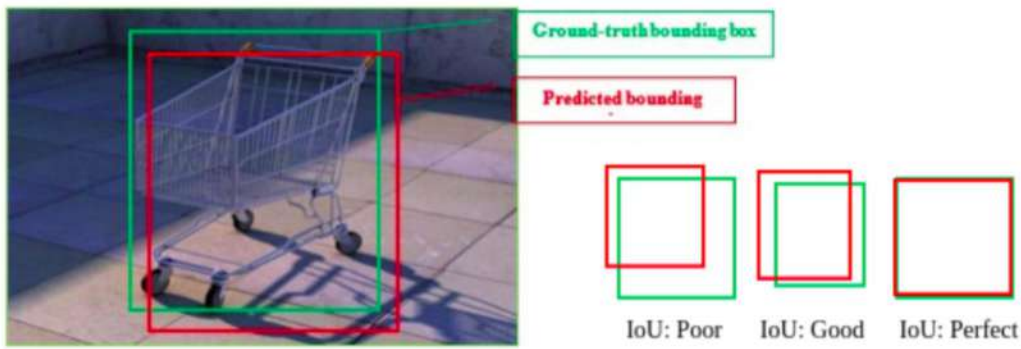 Ground-truth bounding box
Predicted bounding
IoU: Poor
IoU: Good
IoU: Perfect